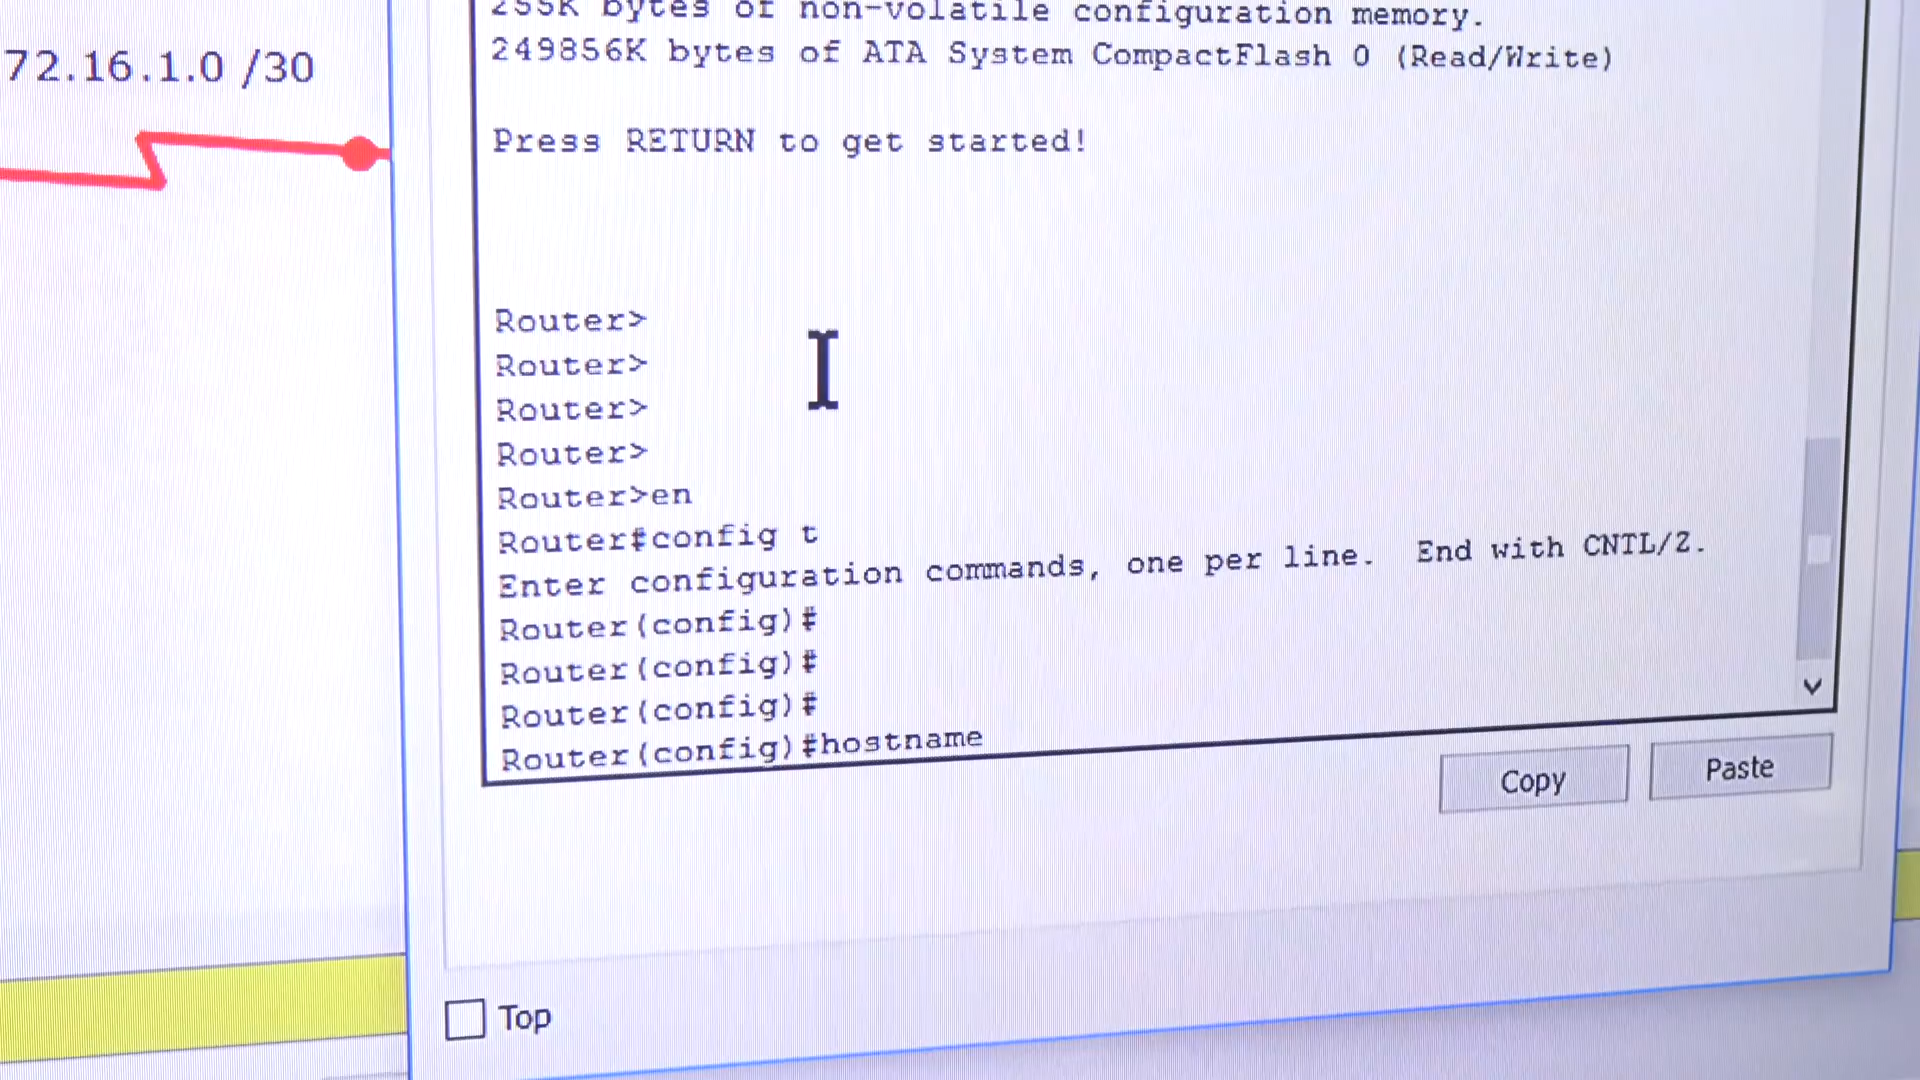 72.16.1.0 /30
255K bytes of non-volatile configuration memory.
249856K bytes of ATA System CompactFlash 0 (Read/Write)
Press RETURN to get started!
Router>
Router>
Router>
Router>
Router>en
Router#config t
Enter configuration commands, one per line.  End with CNTL/Z.
Router(config)#
Router(config)#
Router(config)#
Router(config)#hostname
Copy
Paste
Top